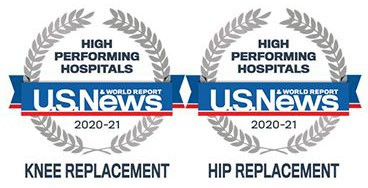 HIGH
PERFORMING
HOSPITALS
U.S.News
& WORLD REPORT
2020-21
KNEE REPLACEMENT
HIGH
PERFORMING
HOSPITALS
U.S.News
& WORLD REPORT
2020-21
HIP REPLACEMENT